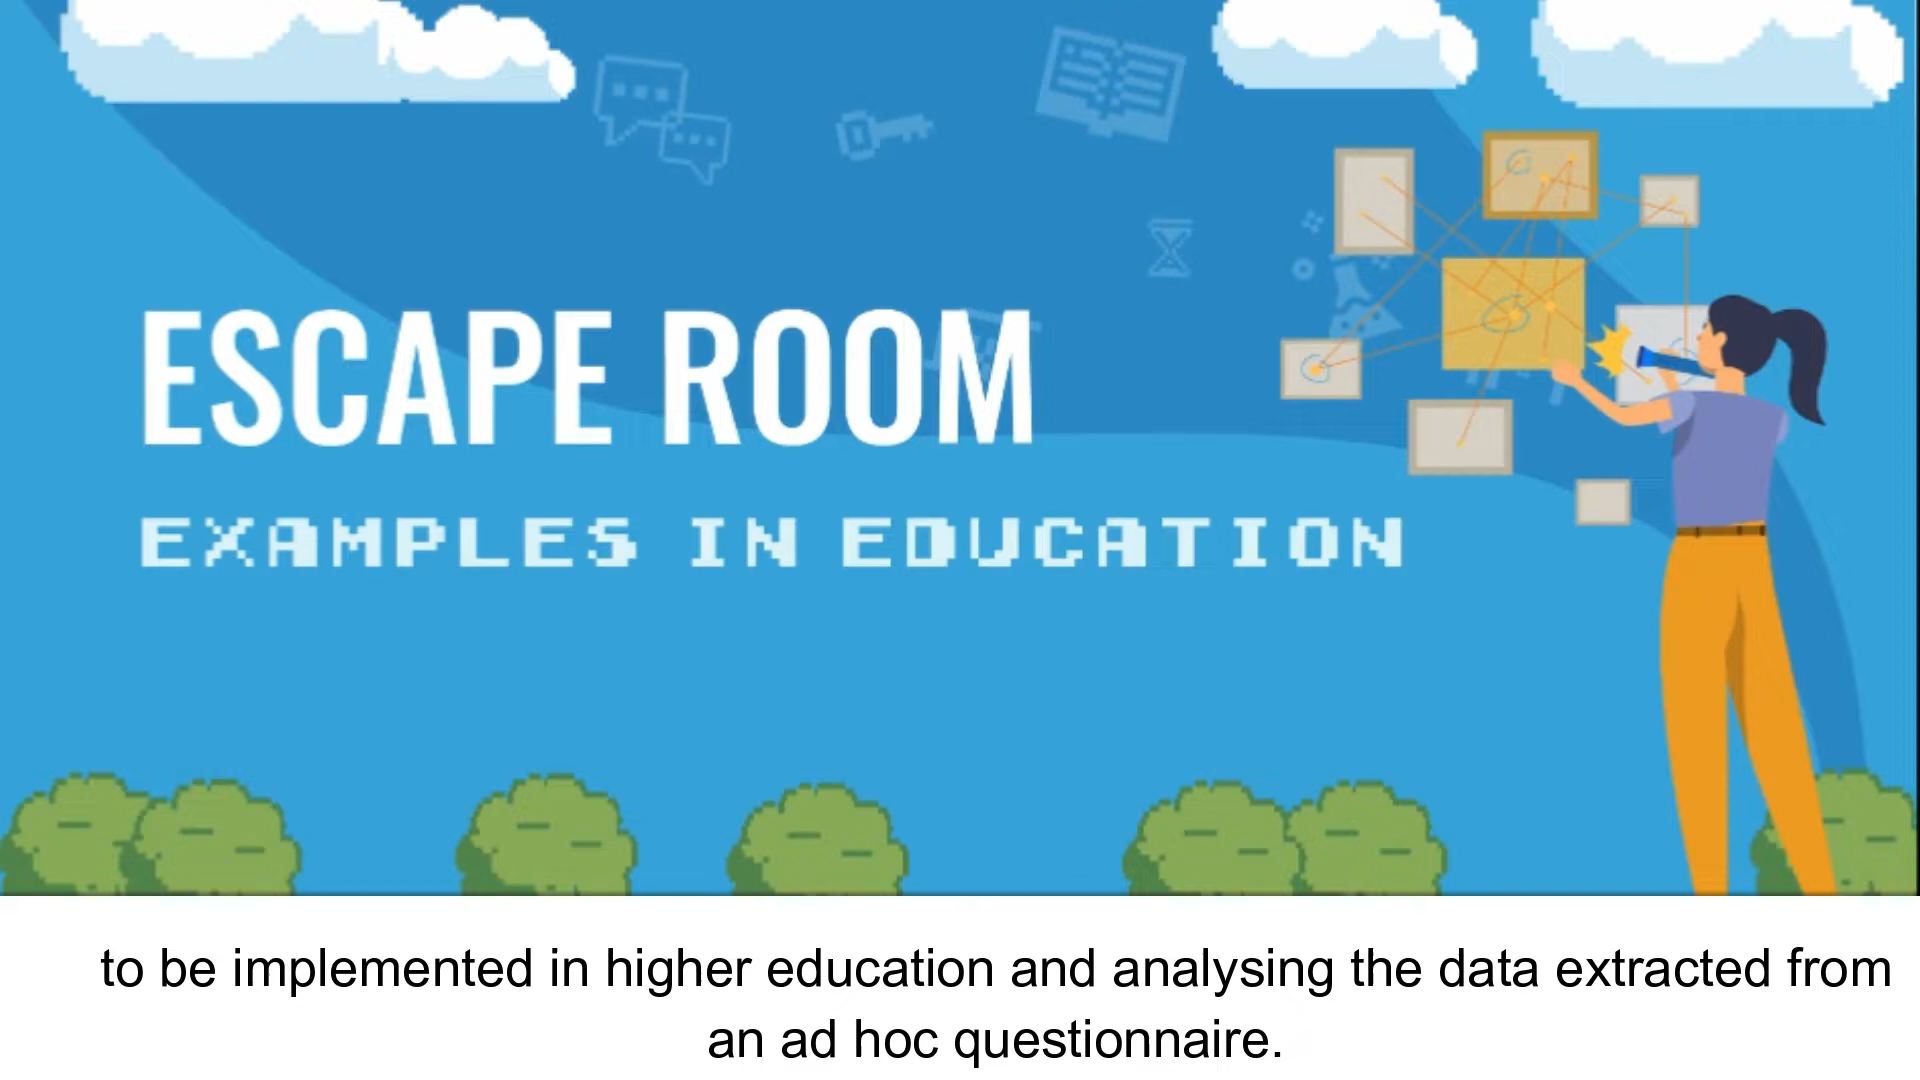 ESCAPE ROOM
EXAMPLES IN EDUCATION
to be implemented in higher education and analysing the data extracted from
an ad hoc questionnaire.